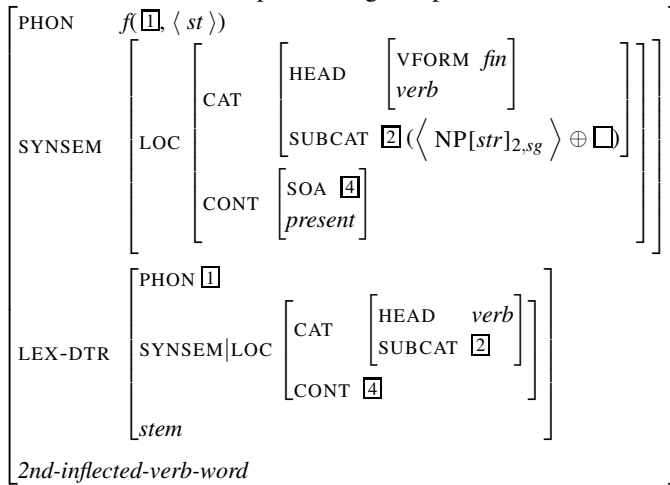 PHON f( 1 , ⟨ st ⟩ )
SYNSEM LOC CAT HEAD VFORM fin
verb
SUBCAT 2 (⟨ NP[str]2,sg ⟩ ⊕ □)
CONT SOA 4
present
LEX-DTR PHON 1
SYNSEM|LOC CAT HEAD verb
SUBCAT 2
CONT 4
stem
2nd-inflected-verb-word